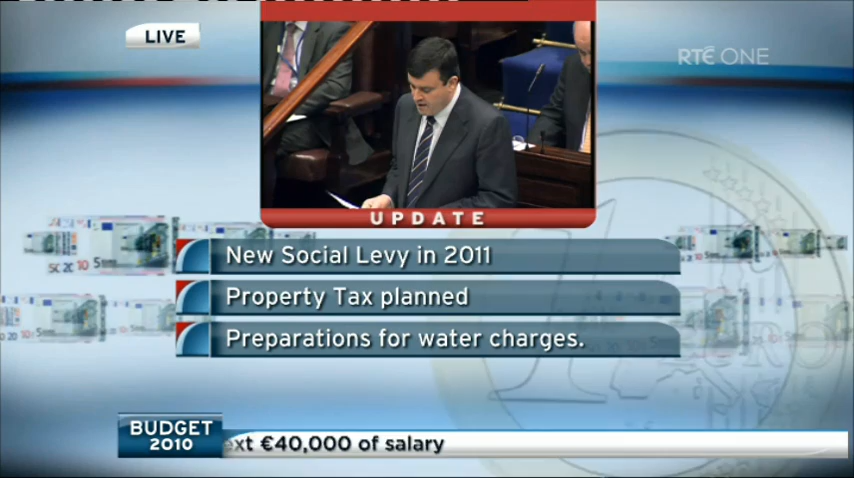 LIVE
RTÉ ONE
UPDATE
New Social Levy in 2011
Property Tax planned
Preparations for water charges.
BUDGET
2010
xt €40,000 of salary